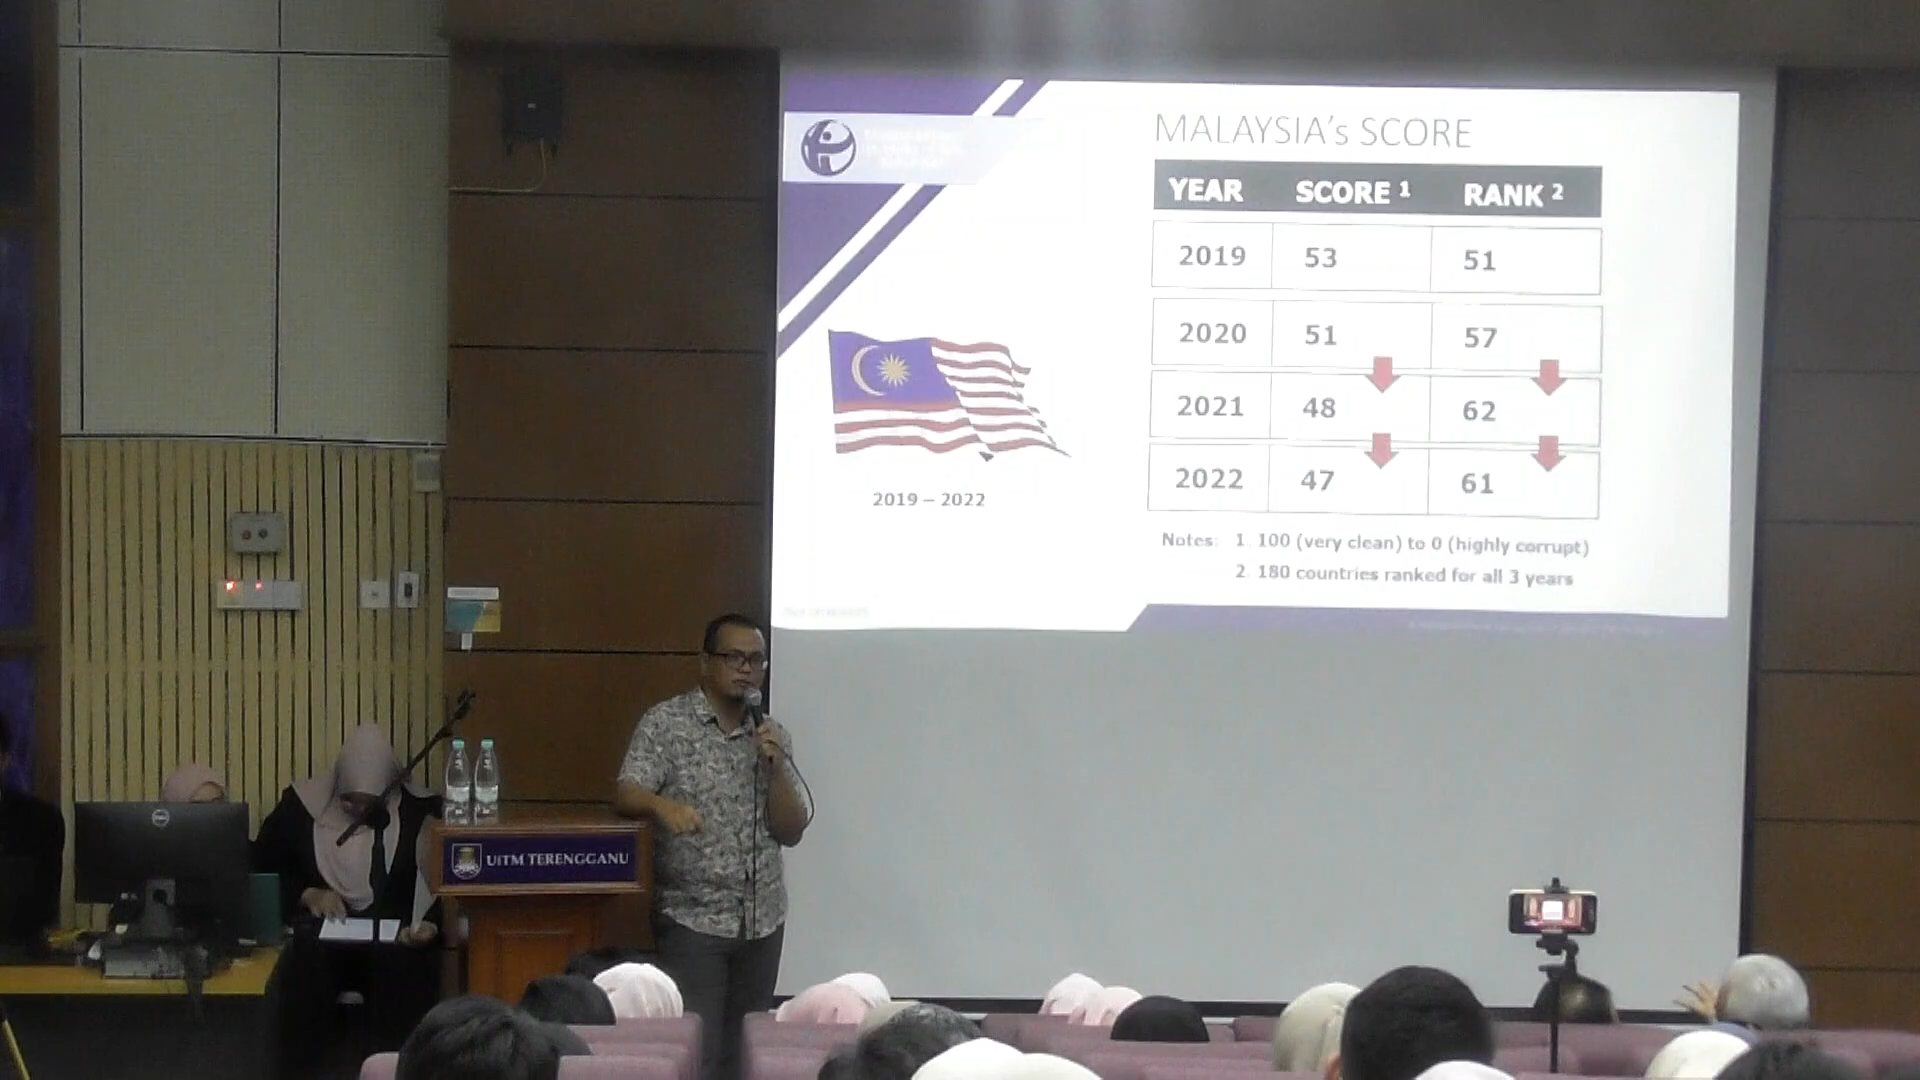 MALAYSIA's SCORE
YEAR SCORE 1 RANK 2
2019 53 51
2020 51 57
2021 48 62
2022 47 61
2019 – 2022
Notes: 1. 100 (very clean) to 0 (highly corrupt)
2. 180 countries ranked for all 3 years
UiTM TERENGGANU
DELL